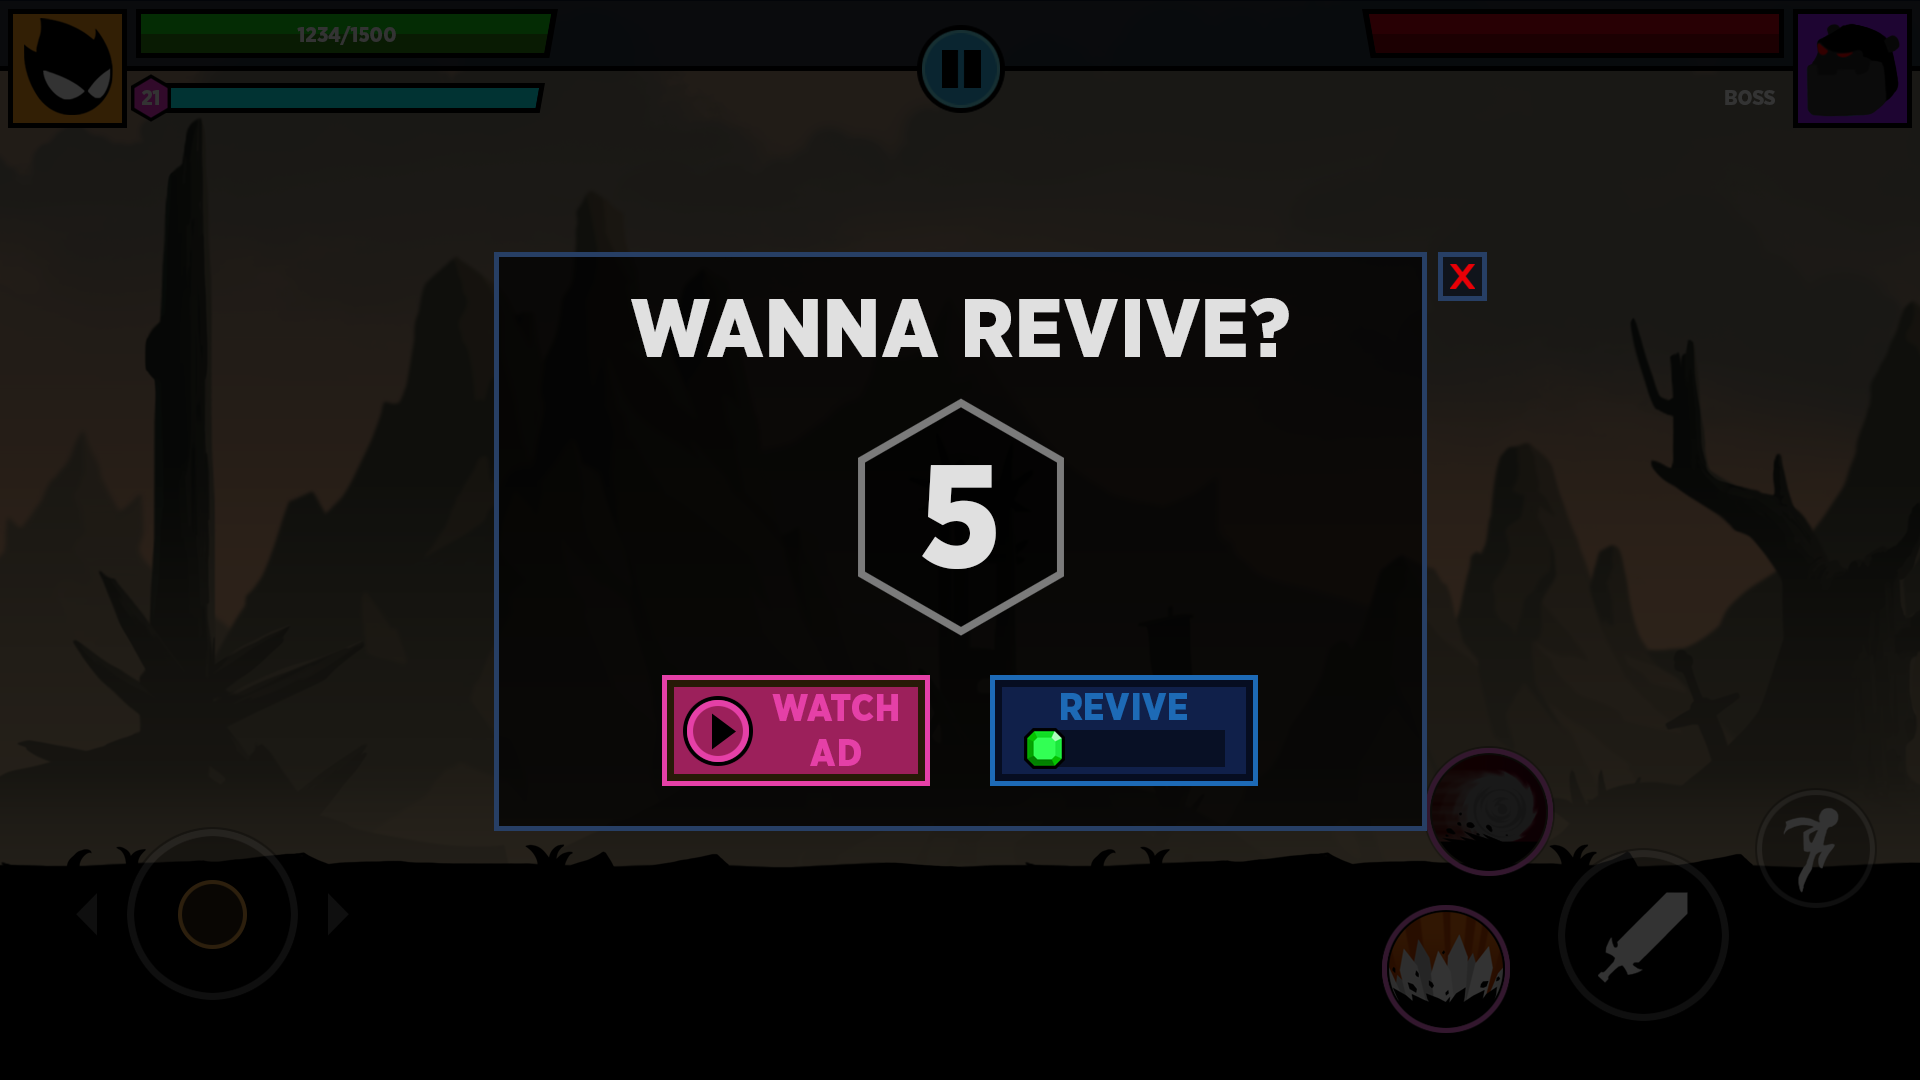 1234/1500
21
BOSS
X
WANNA REVIVE?
5
WATCH
AD
REVIVE